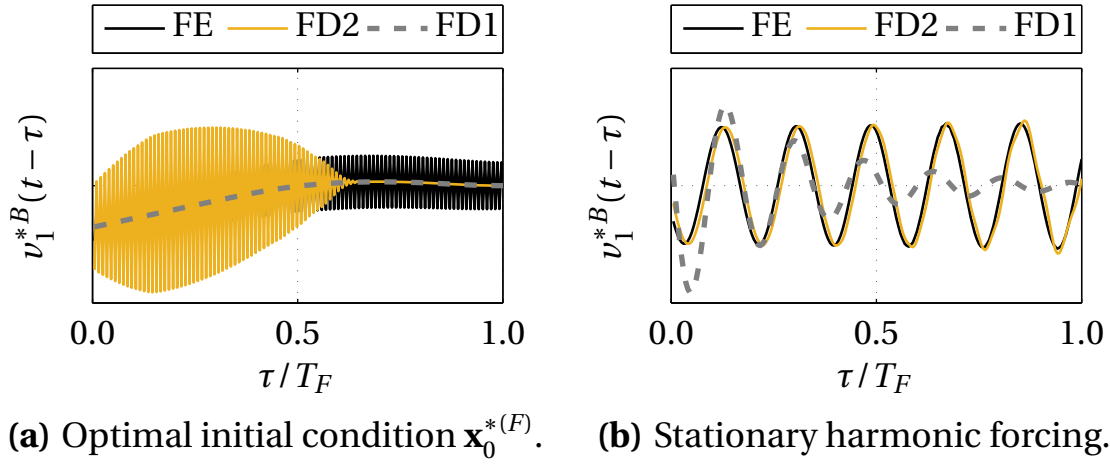 FE FD2 FD1
v₁*ᴮ(t − τ)
0.0 0.5 1.0
τ/T_F
(a) Optimal initial condition x₀*⁽ᶠ⁾.
FE FD2 FD1
v₁*ᴮ(t − τ)
0.0 0.5 1.0
τ/T_F
(b) Stationary harmonic forcing.